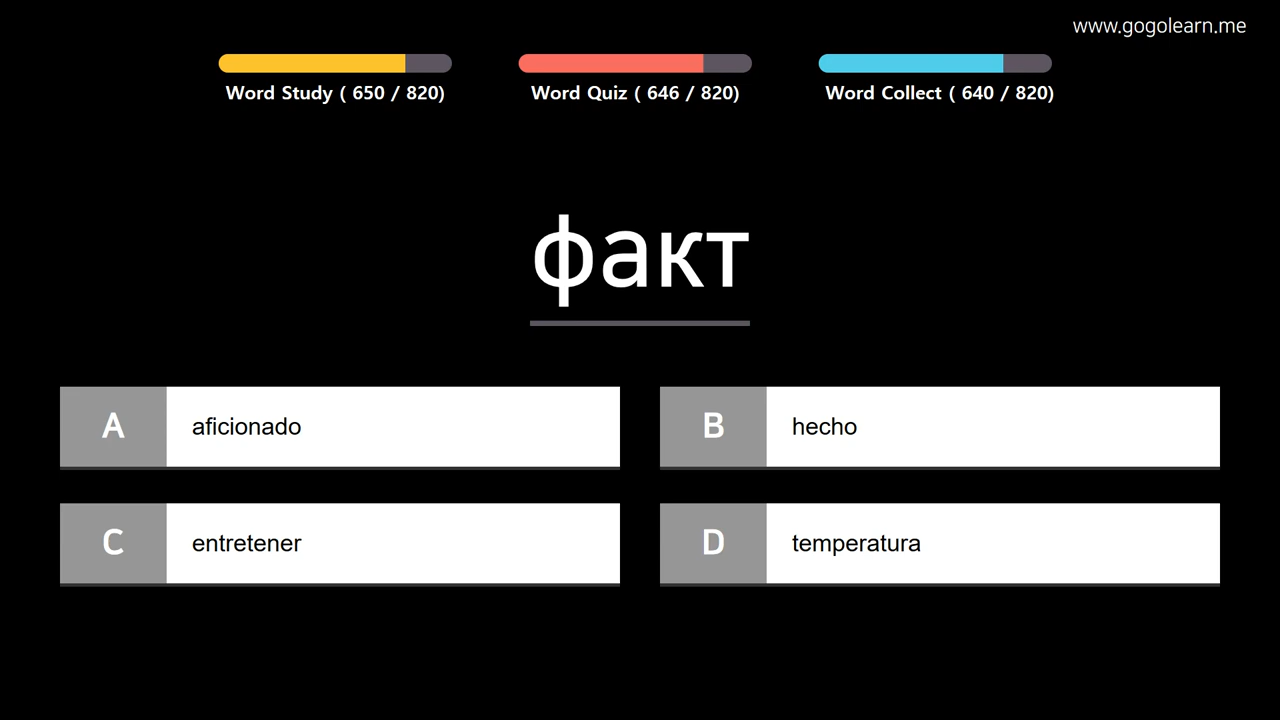 www.gogolearn.me
Word Study ( 650 / 820)
Word Quiz ( 646 / 820)
Word Collect ( 640 / 820)
факт
A aficionado
B hecho
C entretener
D temperatura